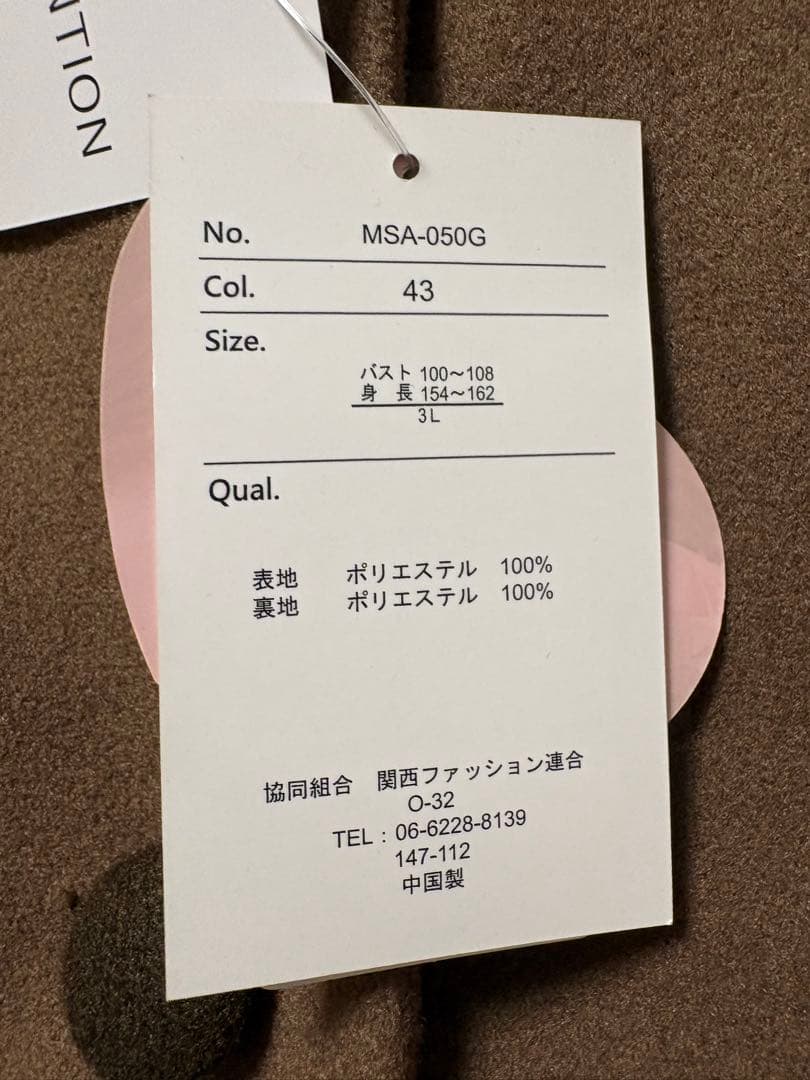 NTION
No. MSA-050G
Col. 43
Size.
バスト 100〜108
身 長 154〜162
3L
Qual.
表地 ポリエステル 100%
裏地 ポリエステル 100%
協同組合 関西ファッション連合
O-32
TEL：06-6228-8139
147-112
中国製